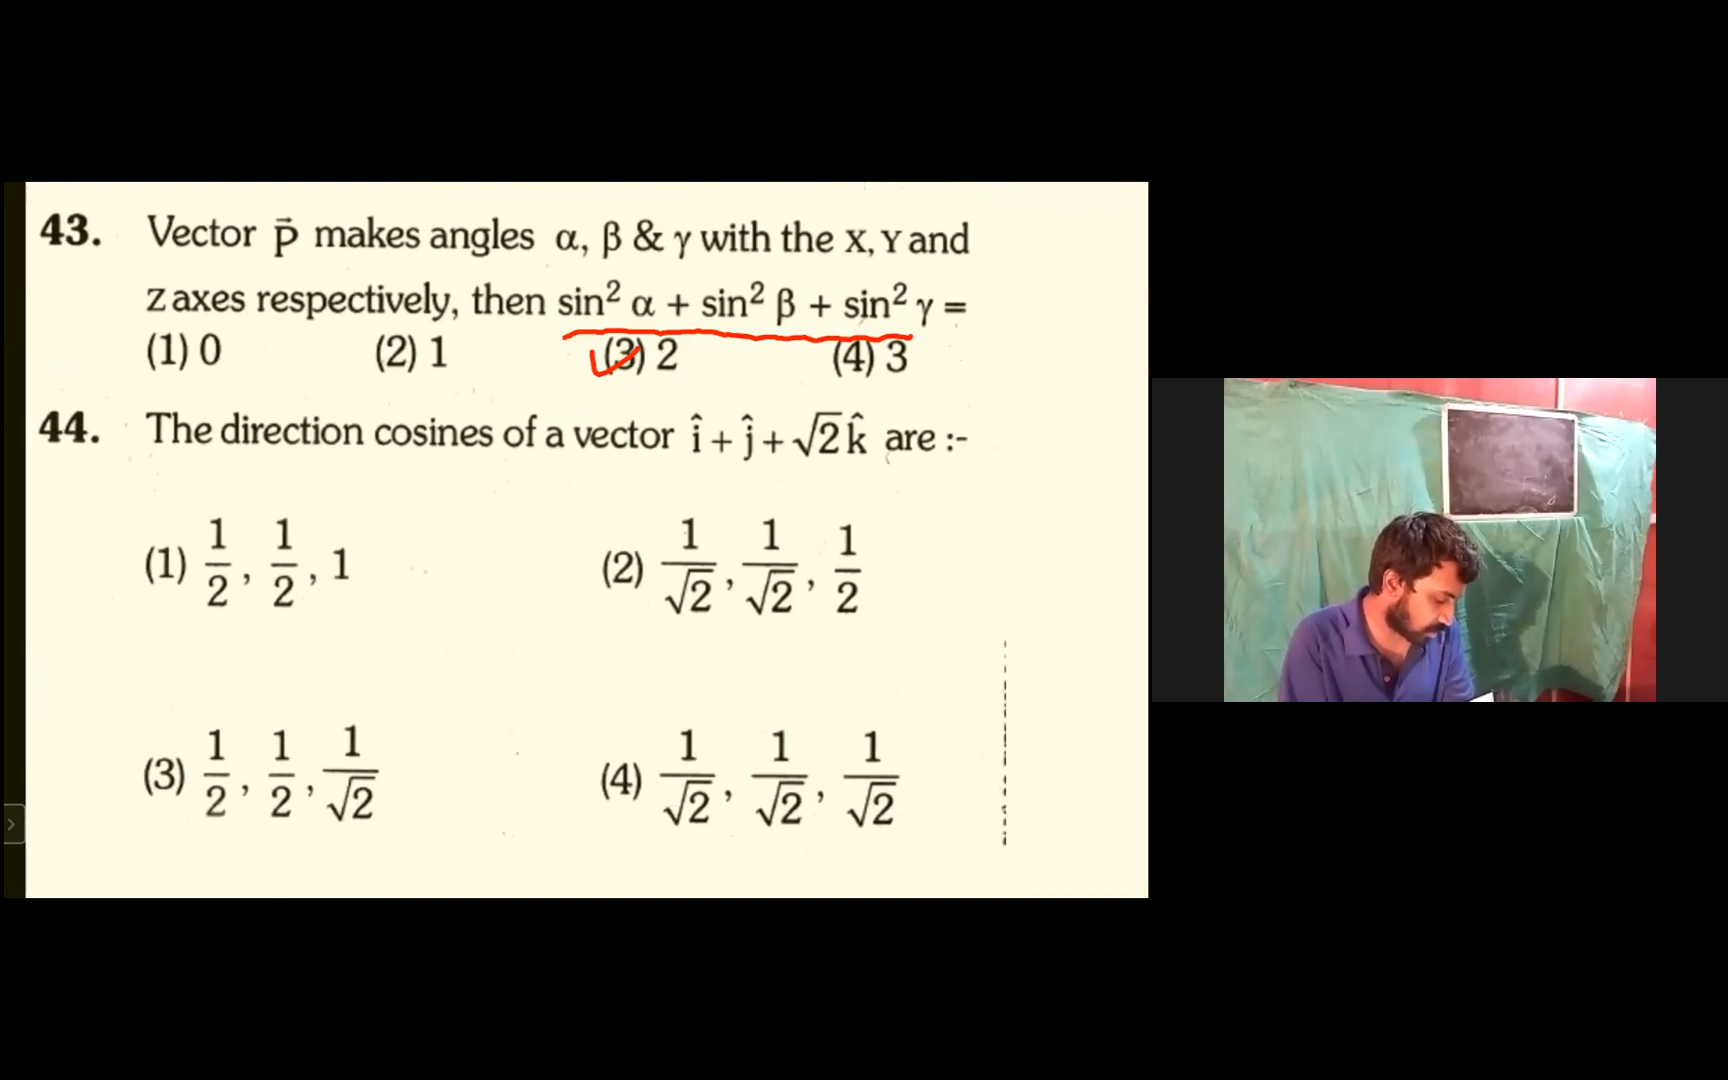 43. Vector p⃗ makes angles α, β & γ with the X, Y and
Z axes respectively, then sin² α + sin² β + sin² γ =
(1) 0 (2) 1 (3) 2 (4) 3
44. The direction cosines of a vector î + ĵ + √2k̂ are :-
(1) 1/2, 1/2, 1 (2) 1/√2, 1/√2, 1/2
(3) 1/2, 1/2, 1/√2 (4) 1/√2, 1/√2, 1/√2